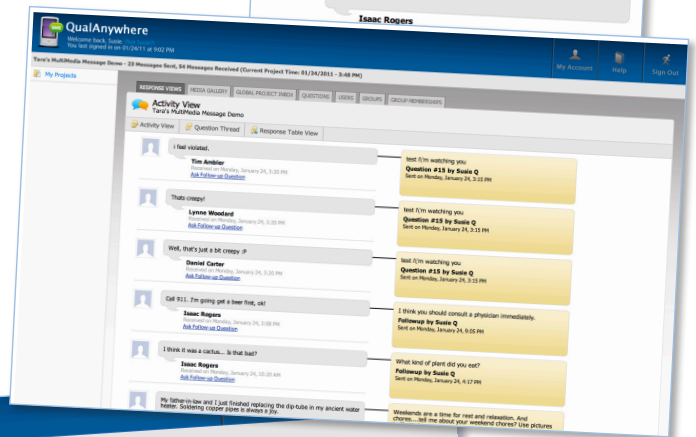 Isaac Rogers
QualAnywhere
Welcome back, Susie.
You last signed in on 01/24/11 at 9:02 PM
My Account
Help
Sign Out
Tara's MultiMedia Message Demo - 23 Messages Sent, 54 Messages Received (Current Project Time: 01/24/2011 - 3:48 PM)
My Projects
RESPONSE VIEWS
MEDIA GALLERY
GLOBAL PROJECT INBOX
QUESTIONS
USERS
GROUPS
GROUP MEMBERSHIPS
Activity View
Tara's MultiMedia Message Demo
Activity View
Question Thread
Response Table View
i feel violated.
Tim Ambler
Received on Monday, January 24, 3:20 PM
Ask Follow-up Question
test i\'m watching you
Question #15 by Susie Q
Sent on Monday, January 24, 3:15 PM
Thats creepy!
Lynne Woodard
Received on Monday, January 24, 3:20 PM
Ask Follow-up Question
test i\'m watching you
Question #15 by Susie Q
Sent on Monday, January 24, 3:15 PM
Well, that's just a bit creepy :P
Daniel Carter
Received on Monday, January 24, 3:20 PM
Ask Follow-up Question
test i\'m watching you
Question #15 by Susie Q
Sent on Monday, January 24, 3:15 PM
Call 911. I'm going get a beer first, ok!
Isaac Rogers
Received on Monday, January 24, 3:08 PM
Ask Follow-up Question
I think you should consult a physician immediately.
Followup by Susie Q
Sent on Monday, January 24, 9:05 PM
I think it was a cactus... Is that bad?
Isaac Rogers
Received on Monday, January 24, 10:20 AM
Ask Follow-up Question
What kind of plant did you eat?
Followup by Susie Q
Sent on Monday, January 24, 4:17 PM
My father-in-law and I just finished replacing the dip-tube in my ancient water
heater. Soldering copper pipes is always a joy.
Weekends are a time for rest and relaxation. And
chores....tell me about your weekend chores? Use pictures